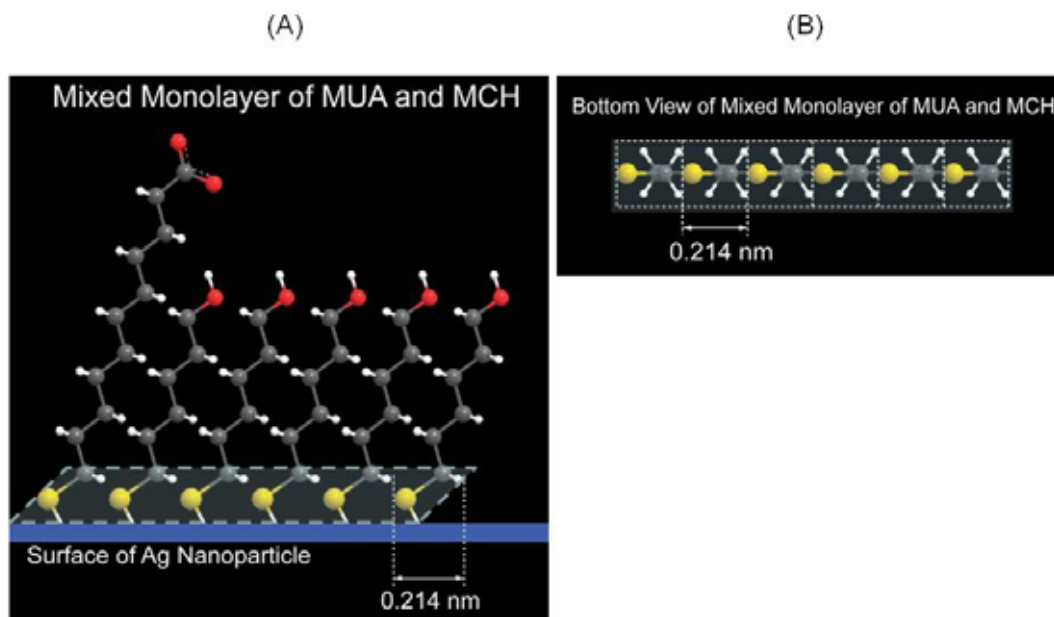 (A)
(B)
Mixed Monolayer of MUA and MCH
Bottom View of Mixed Monolayer of MUA and MCH
0.214 nm
Surface of Ag Nanoparticle
0.214 nm